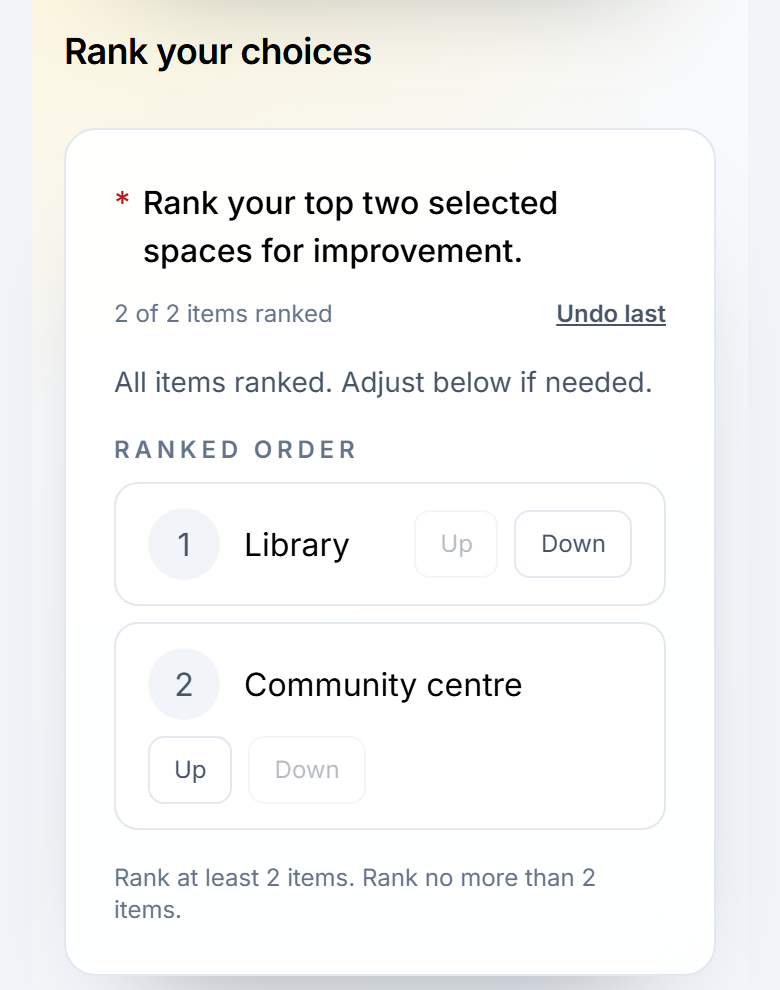 Rank your choices
* Rank your top two selected
spaces for improvement.
2 of 2 items ranked Undo last
All items ranked. Adjust below if needed.
RANKED ORDER
1 Library Up Down
2 Community centre
Up Down
Rank at least 2 items. Rank no more than 2
items.